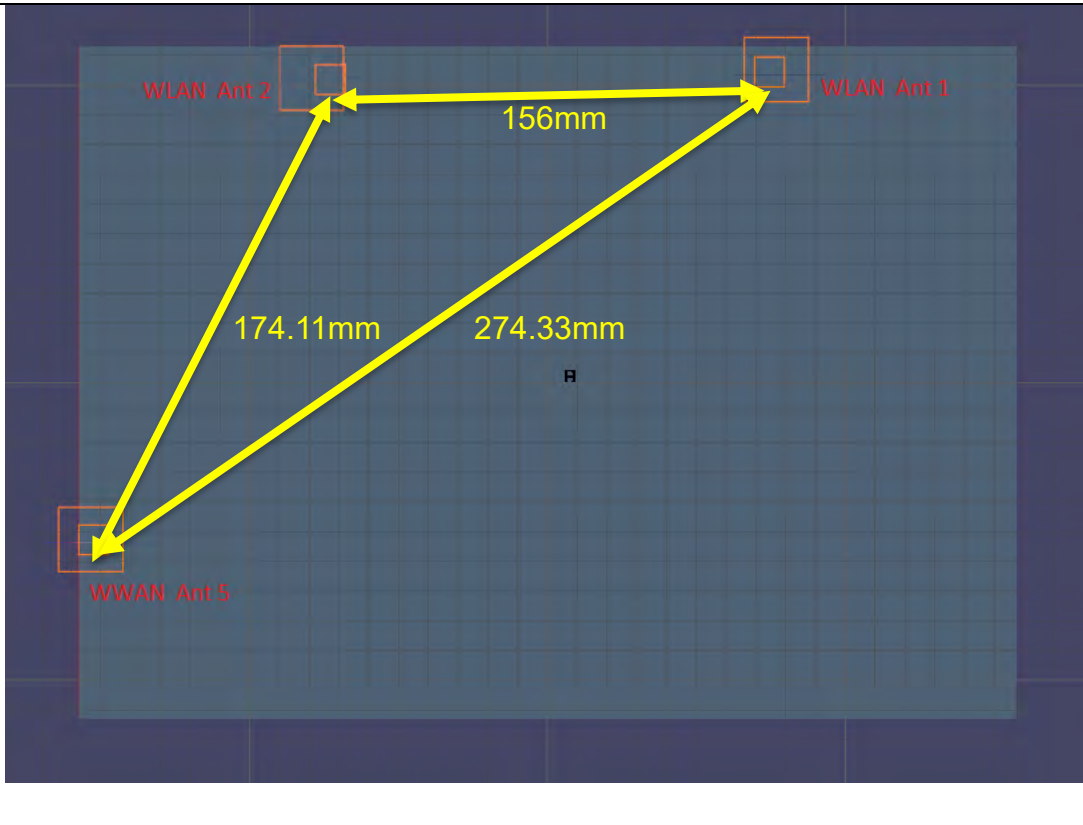 WLAN Ant 2
WLAN Ant 1
156mm
174.11mm
274.33mm
WWAN Ant 5